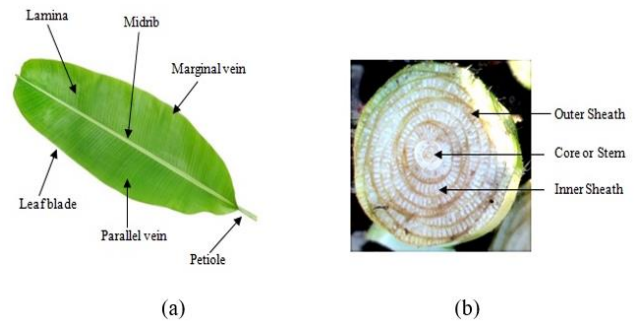 Lamina
Midrib
Marginal vein
Leaf blade
Parallel vein
Petiole
Outer Sheath
Core or Stem
Inner Sheath
(a)
(b)